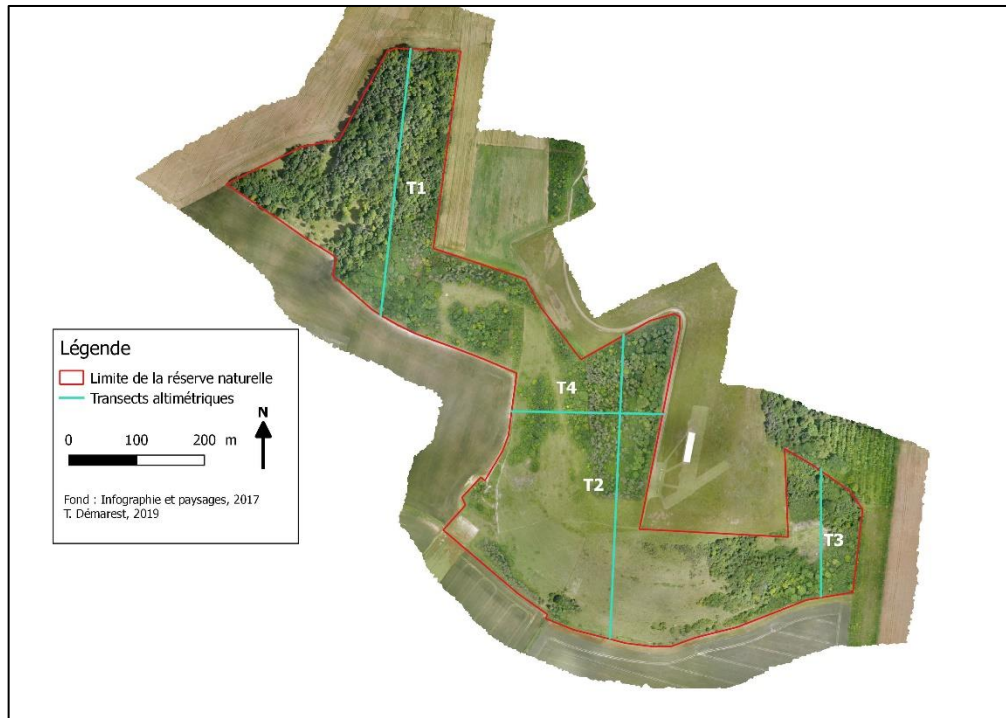 T1
T4
T2
T3
Légende
Limite de la réserve naturelle
Transects altimétriques
N
0 100 200 m
Fond : Infographie et paysages, 2017
T. Démarest, 2019